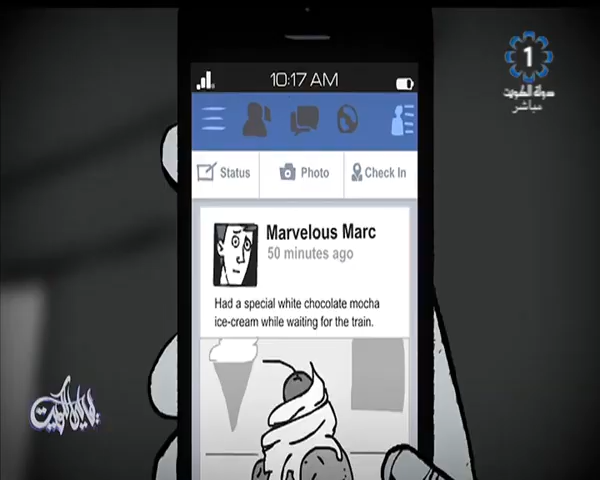 10:17 AM
1
دولة الكويت
مباشر
Status
Photo
Check In
Marvelous Marc
50 minutes ago
Had a special white chocolate mocha
ice-cream while waiting for the train.